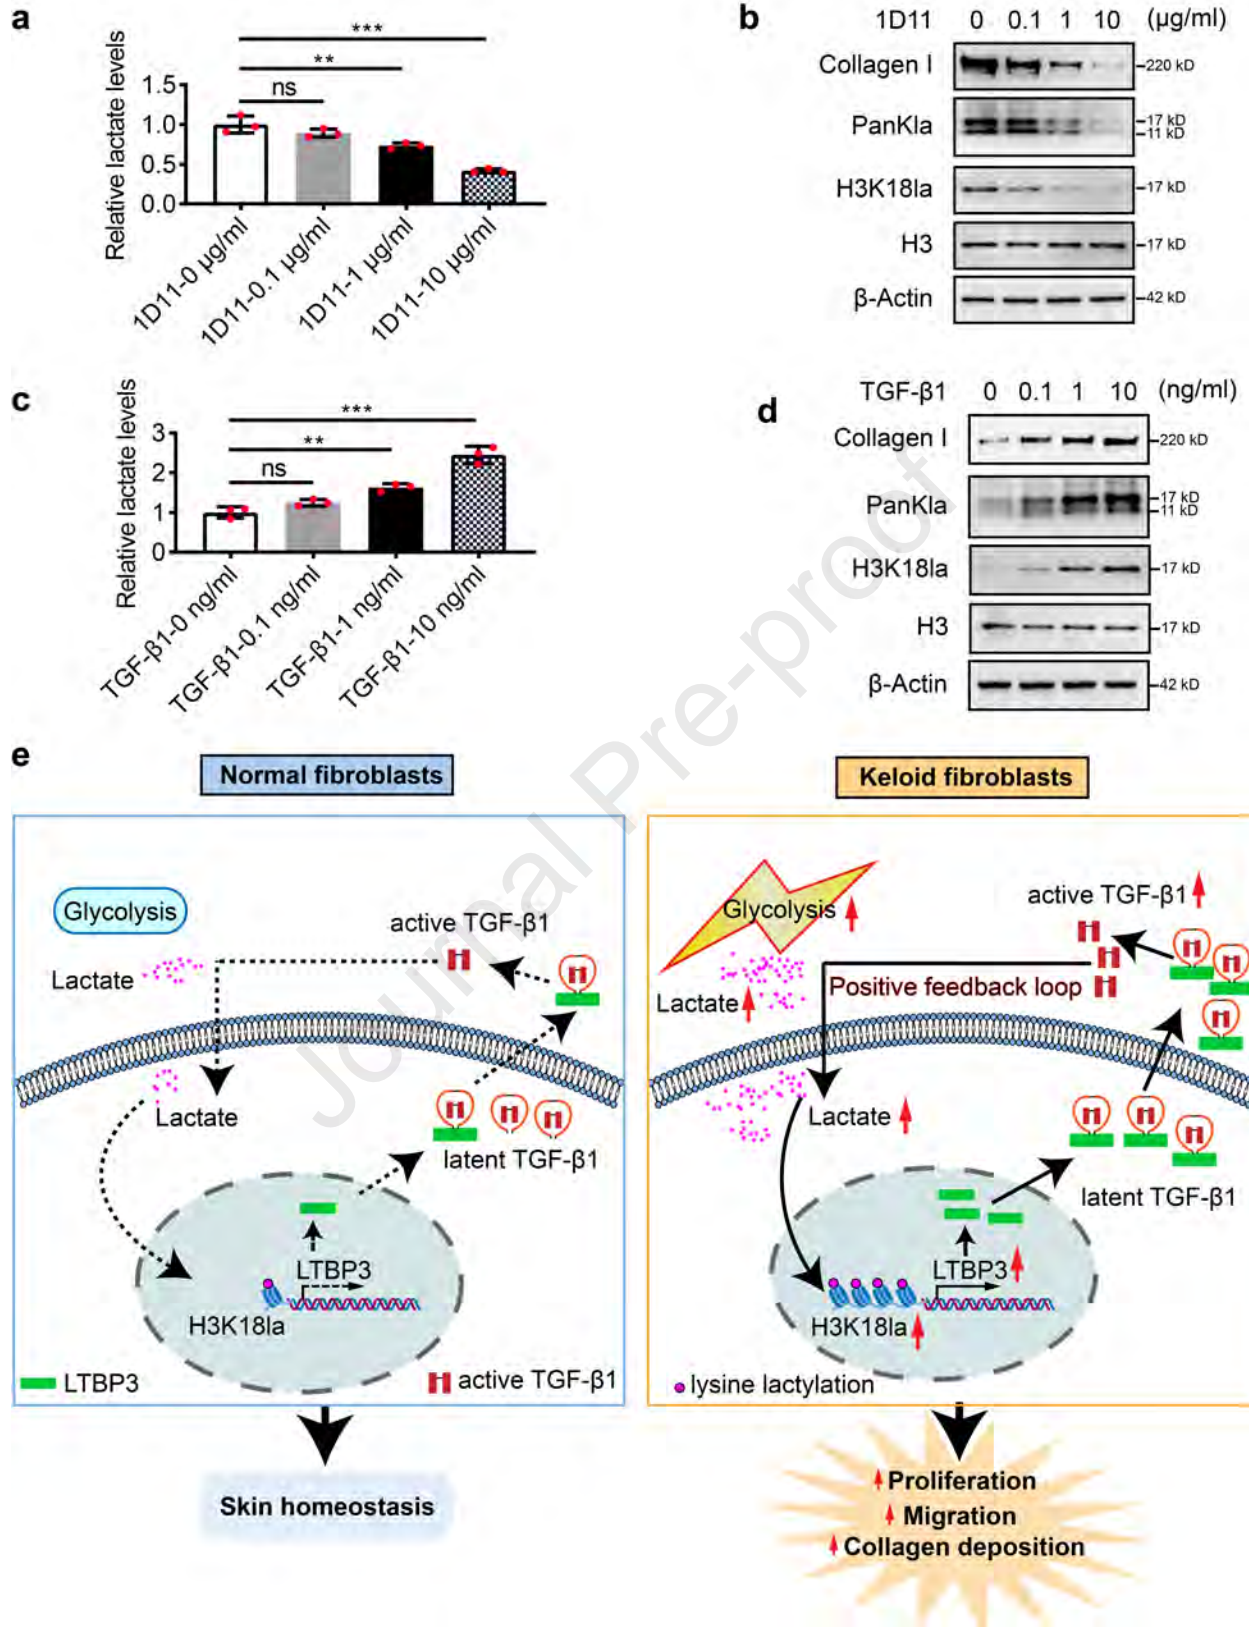 a
Relative lactate levels
1.5
1.0
0.5
0.0
***
**
ns
1D11-0 µg/ml
1D11-0.1 µg/ml
1D11-1 µg/ml
1D11-10 µg/ml
b
1D11 0 0.1 1 10 (µg/ml)
Collagen I 220 kD
PanKla 17 kD
11 kD
H3K18la 17 kD
H3 17 kD
β-Actin 42 kD
c
Relative lactate levels
3
2
1
0
***
**
ns
TGF-β1-0 ng/ml
TGF-β1-0.1 ng/ml
TGF-β1-1 ng/ml
TGF-β1-10 ng/ml
d
TGF-β1 0 0.1 1 10 (ng/ml)
Collagen I 220 kD
PanKla 17 kD
11 kD
H3K18la 17 kD
H3 17 kD
β-Actin 42 kD
Journal Pre-proof
e
Normal fibroblasts
Glycolysis
active TGF-β1
Lactate
Lactate
latent TGF-β1
LTBP3
H3K18la
LTBP3
active TGF-β1
Skin homeostasis
Keloid fibroblasts
Glycolysis
active TGF-β1
Positive feedback loop
Lactate
Lactate
latent TGF-β1
LTBP3
H3K18la
lysine lactylation
Proliferation
Migration
Collagen deposition